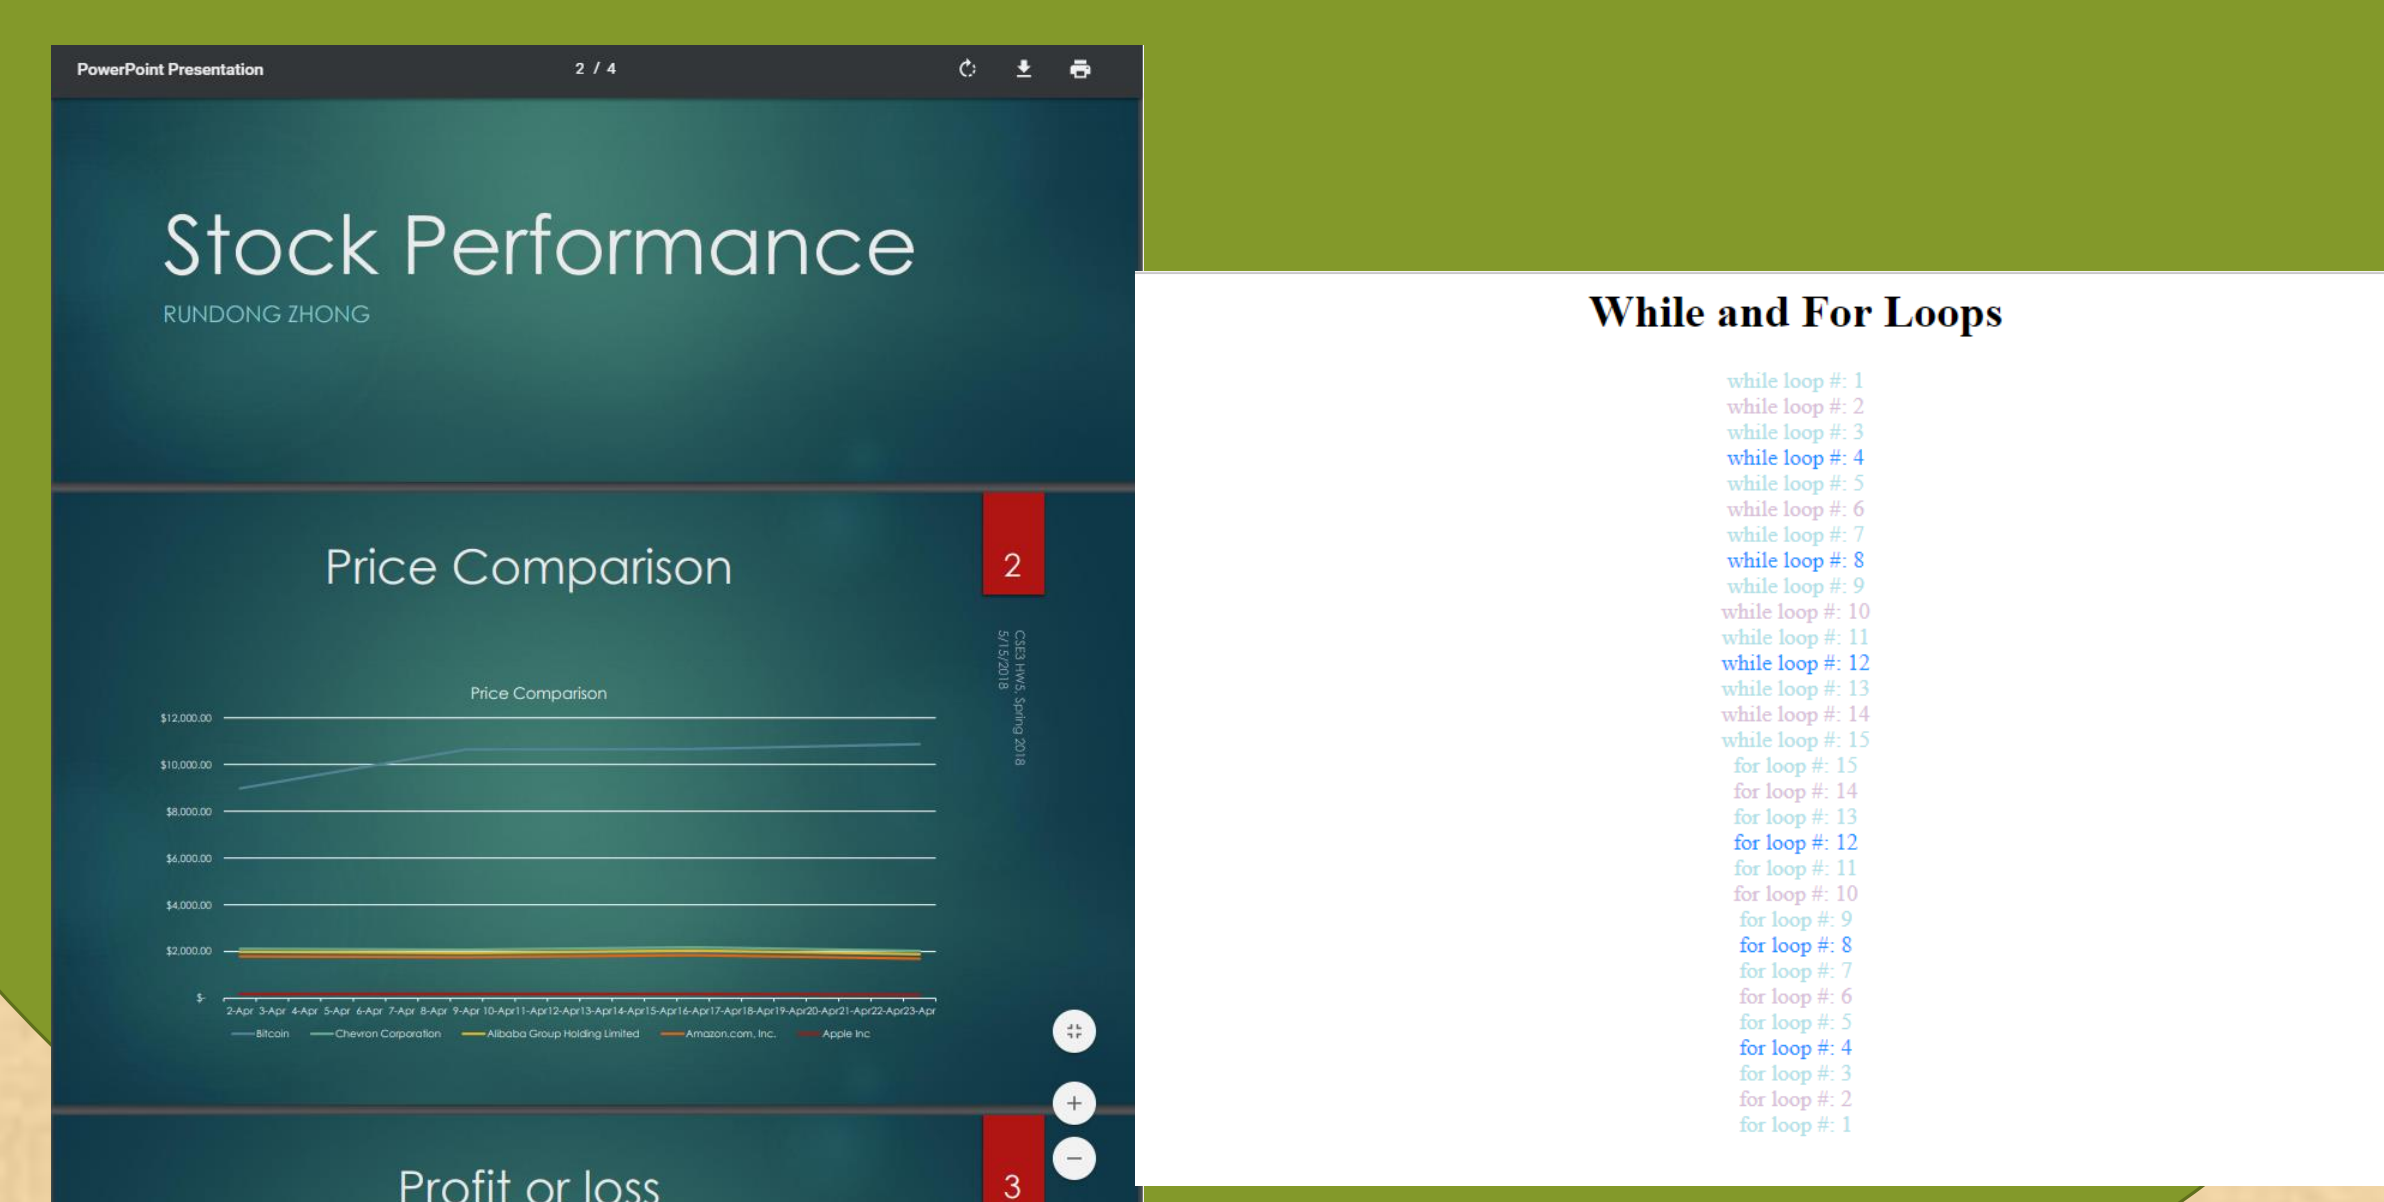 PowerPoint Presentation
2 / 4
Stock Performance
RUNDONG ZHONG
Price Comparison
2
CSE3 HW5, Spring 2018
5/15/2018
Price Comparison
$12,000.00
$10,000.00
$8,000.00
$6,000.00
$4,000.00
$2,000.00
$-
2-Apr 3-Apr 4-Apr 5-Apr 6-Apr 7-Apr 8-Apr 9-Apr 10-Apr 11-Apr 12-Apr 13-Apr 14-Apr 15-Apr 16-Apr 17-Apr 18-Apr 19-Apr 20-Apr 21-Apr 22-Apr 23-Apr
Bitcoin Chevron Corporation Alibaba Group Holding Limited Amazon.com, Inc. Apple Inc
Profit or loss
3
While and For Loops
while loop #: 1
while loop #: 2
while loop #: 3
while loop #: 4
while loop #: 5
while loop #: 6
while loop #: 7
while loop #: 8
while loop #: 9
while loop #: 10
while loop #: 11
while loop #: 12
while loop #: 13
while loop #: 14
while loop #: 15
for loop #: 15
for loop #: 14
for loop #: 13
for loop #: 12
for loop #: 11
for loop #: 10
for loop #: 9
for loop #: 8
for loop #: 7
for loop #: 6
for loop #: 5
for loop #: 4
for loop #: 3
for loop #: 2
for loop #: 1